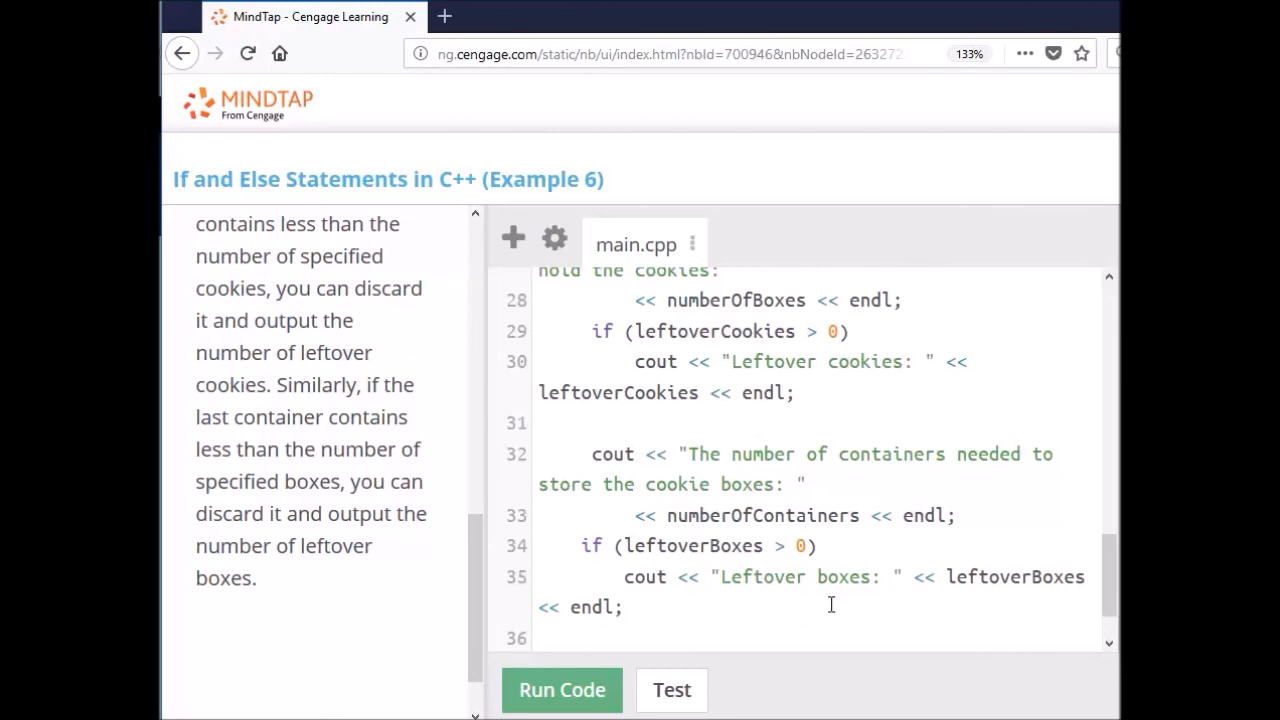 MindTap - Cengage Learning
ng.cengage.com/static/nb/ui/index.html?nbId=700946&nbNodeId=263272
133%
MINDTAP
From Cengage
If and Else Statements in C++ (Example 6)
contains less than the
number of specified
cookies, you can discard
it and output the
number of leftover
cookies. Similarly, if the
last container contains
less than the number of
specified boxes, you can
discard it and output the
number of leftover
boxes.
main.cpp
hold the cookies:
28 << numberOfBoxes << endl;
29 if (leftoverCookies > 0)
30 cout << "Leftover cookies: " <<
leftoverCookies << endl;
31
32 cout << "The number of containers needed to
store the cookie boxes: "
33 << numberOfContainers << endl;
34 if (leftoverBoxes > 0)
35 cout << "Leftover boxes: " << leftoverBoxes
<< endl;
36
Run Code
Test